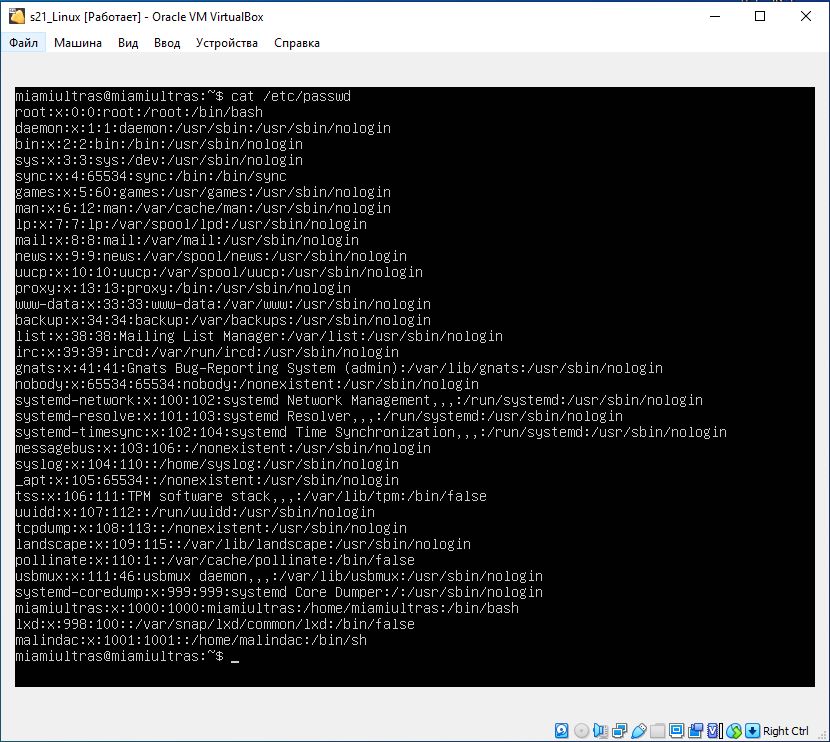 s21_Linux [Работает] - Oracle VM VirtualBox
Файл Машина Вид Ввод Устройства Справка
miamiultras@miamiultras:~$ cat /etc/passwd
root:x:0:0:root:/root:/bin/bash
daemon:x:1:1:daemon:/usr/sbin:/usr/sbin/nologin
bin:x:2:2:bin:/bin:/usr/sbin/nologin
sys:x:3:3:sys:/dev:/usr/sbin/nologin
sync:x:4:65534:sync:/bin:/bin/sync
games:x:5:60:games:/usr/games:/usr/sbin/nologin
man:x:6:12:man:/var/cache/man:/usr/sbin/nologin
lp:x:7:7:lp:/var/spool/lpd:/usr/sbin/nologin
mail:x:8:8:mail:/var/mail:/usr/sbin/nologin
news:x:9:9:news:/var/spool/news:/usr/sbin/nologin
uucp:x:10:10:uucp:/var/spool/uucp:/usr/sbin/nologin
proxy:x:13:13:proxy:/bin:/usr/sbin/nologin
www-data:x:33:33:www-data:/var/www:/usr/sbin/nologin
backup:x:34:34:backup:/var/backups:/usr/sbin/nologin
list:x:38:38:Mailing List Manager:/var/list:/usr/sbin/nologin
irc:x:39:39:ircd:/var/run/ircd:/usr/sbin/nologin
gnats:x:41:41:Gnats Bug-Reporting System (admin):/var/lib/gnats:/usr/sbin/nologin
nobody:x:65534:65534:nobody:/nonexistent:/usr/sbin/nologin
systemd-network:x:100:102:systemd Network Management,,,:/run/systemd:/usr/sbin/nologin
systemd-resolve:x:101:103:systemd Resolver,,,:/run/systemd:/usr/sbin/nologin
systemd-timesync:x:102:104:systemd Time Synchronization,,,:/run/systemd:/usr/sbin/nologin
messagebus:x:103:106::/nonexistent:/usr/sbin/nologin
syslog:x:104:110::/home/syslog:/usr/sbin/nologin
_apt:x:105:65534::/nonexistent:/usr/sbin/nologin
tss:x:106:111:TPM software stack,,,:/var/lib/tpm:/bin/false
uuidd:x:107:112::/run/uuidd:/usr/sbin/nologin
tcpdump:x:108:113::/nonexistent:/usr/sbin/nologin
landscape:x:109:115::/var/lib/landscape:/usr/sbin/nologin
pollinate:x:110:1::/var/cache/pollinate:/bin/false
usbmux:x:111:46:usbmux daemon,,,:/var/lib/usbmux:/usr/sbin/nologin
systemd-coredump:x:999:999:systemd Core Dumper:/:/usr/sbin/nologin
miamiultras:x:1000:1000:miamiultras:/home/miamiultras:/bin/bash
lxd:x:998:100::/var/snap/lxd/common/lxd:/bin/false
malindac:x:1001:1001::/home/malindac:/bin/sh
miamiultras@miamiultras:~$ _
Right Ctrl